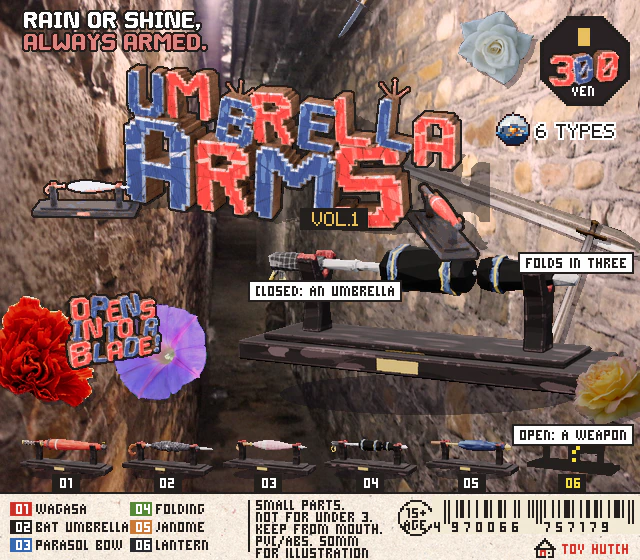 RAIN OR SHINE,
ALWAYS ARMED.
300
YEN
6 TYPES
UMBRELLA
ARMS
VOL.1
FOLDS IN THREE
CLOSED: AN UMBRELLA
OPENS
INTO A
BLADE!
OPEN: A WEAPON
01
02
03
04
05
06
01 WAGASA
02 BAT UMBRELLA
03 PARASOL BOW
04 FOLDING
05 JANOME
06 LANTERN
SMALL PARTS.
NOT FOR UNDER 3.
KEEP FROM MOUTH.
PVC/ABS. 50MM
FOR ILLUSTRATION
15+
AGE
4 970066 757179
TOY HUTCH